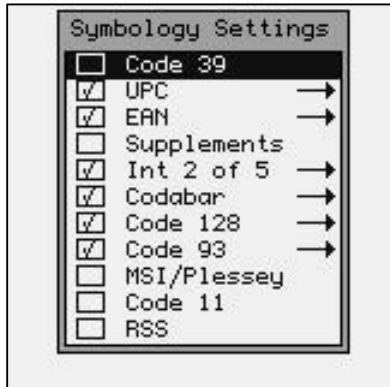 Symbology Settings
Code 39
UPC
EAN
Supplements
Int 2 of 5
Codabar
Code 128
Code 93
MSI/Plessey
Code 11
RSS